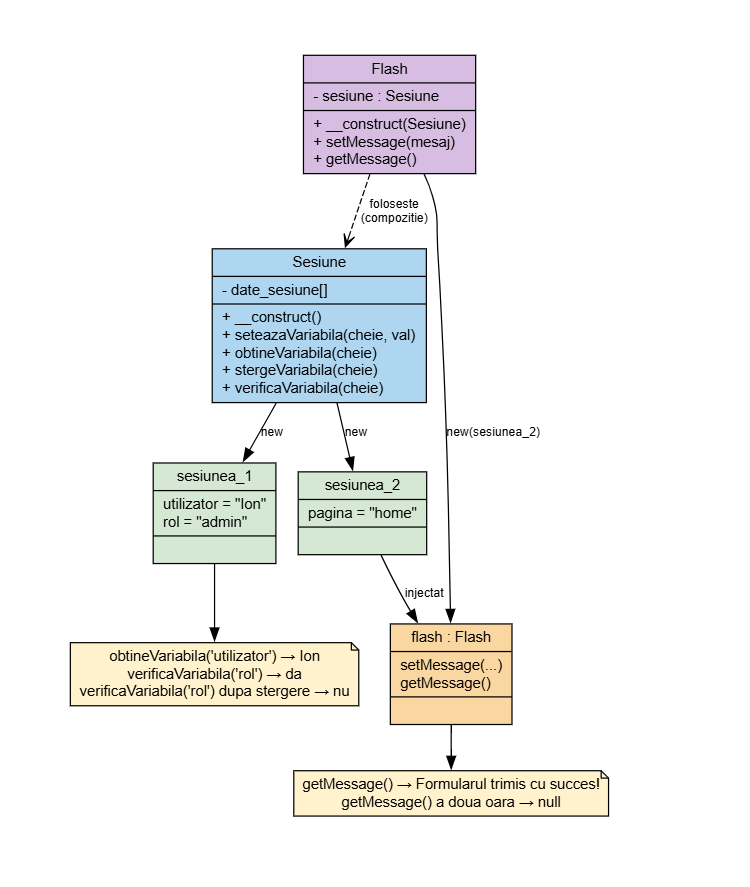 Flash
- sesiune : Sesiune
+ __construct(Sesiune)
+ setMessage(mesaj)
+ getMessage()
foloseste
(compozitie)
Sesiune
- date_sesiune[]
+ __construct()
+ seteazaVariabila(cheie, val)
+ obtineVariabila(cheie)
+ stergeVariabila(cheie)
+ verificaVariabila(cheie)
new
new
new(sesiunea_2)
sesiunea_1
utilizator = "Ion"
rol = "admin"
sesiunea_2
pagina = "home"
injectat
flash : Flash
setMessage(...)
getMessage()
obtineVariabila('utilizator') → Ion
verificaVariabila('rol') → da
verificaVariabila('rol') dupa stergere → nu
getMessage() → Formularul trimis cu succes!
getMessage() a doua oara → null